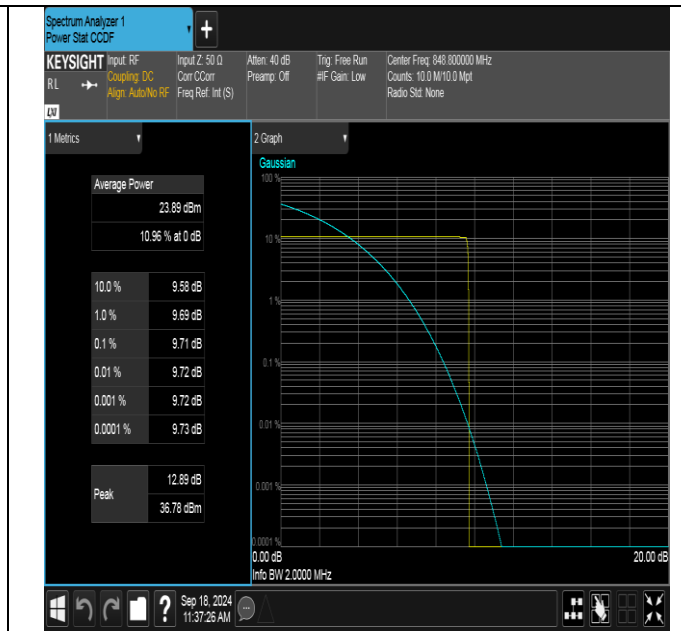 Spectrum Analyzer 1
Power Stat CCDF
+
KEYSIGHT
RL
LXI
Input: RF
Coupling: DC
Align: Auto/No RF
Input Z: 50 Ω
Corr CCorr
Freq Ref: Int (S)
Atten: 40 dB
Preamp: Off
Trig: Free Run
#IF Gain: Low
Center Freq: 848.800000 MHz
Counts: 10.0 M/10.0 Mpt
Radio Std: None
1 Metrics
Average Power
23.89 dBm
10.96 % at 0 dB
10.0 % 9.58 dB
1.0 % 9.69 dB
0.1 % 9.71 dB
0.01 % 9.72 dB
0.001 % 9.72 dB
0.0001 % 9.73 dB
Peak
12.89 dB
36.78 dBm
2 Graph
Gaussian
100 %
10 %
1 %
0.1 %
0.01 %
0.001 %
0.0001 %
0.00 dB 20.00 dB
Info BW 2.0000 MHz
?
Sep 18, 2024
11:37:26 AM